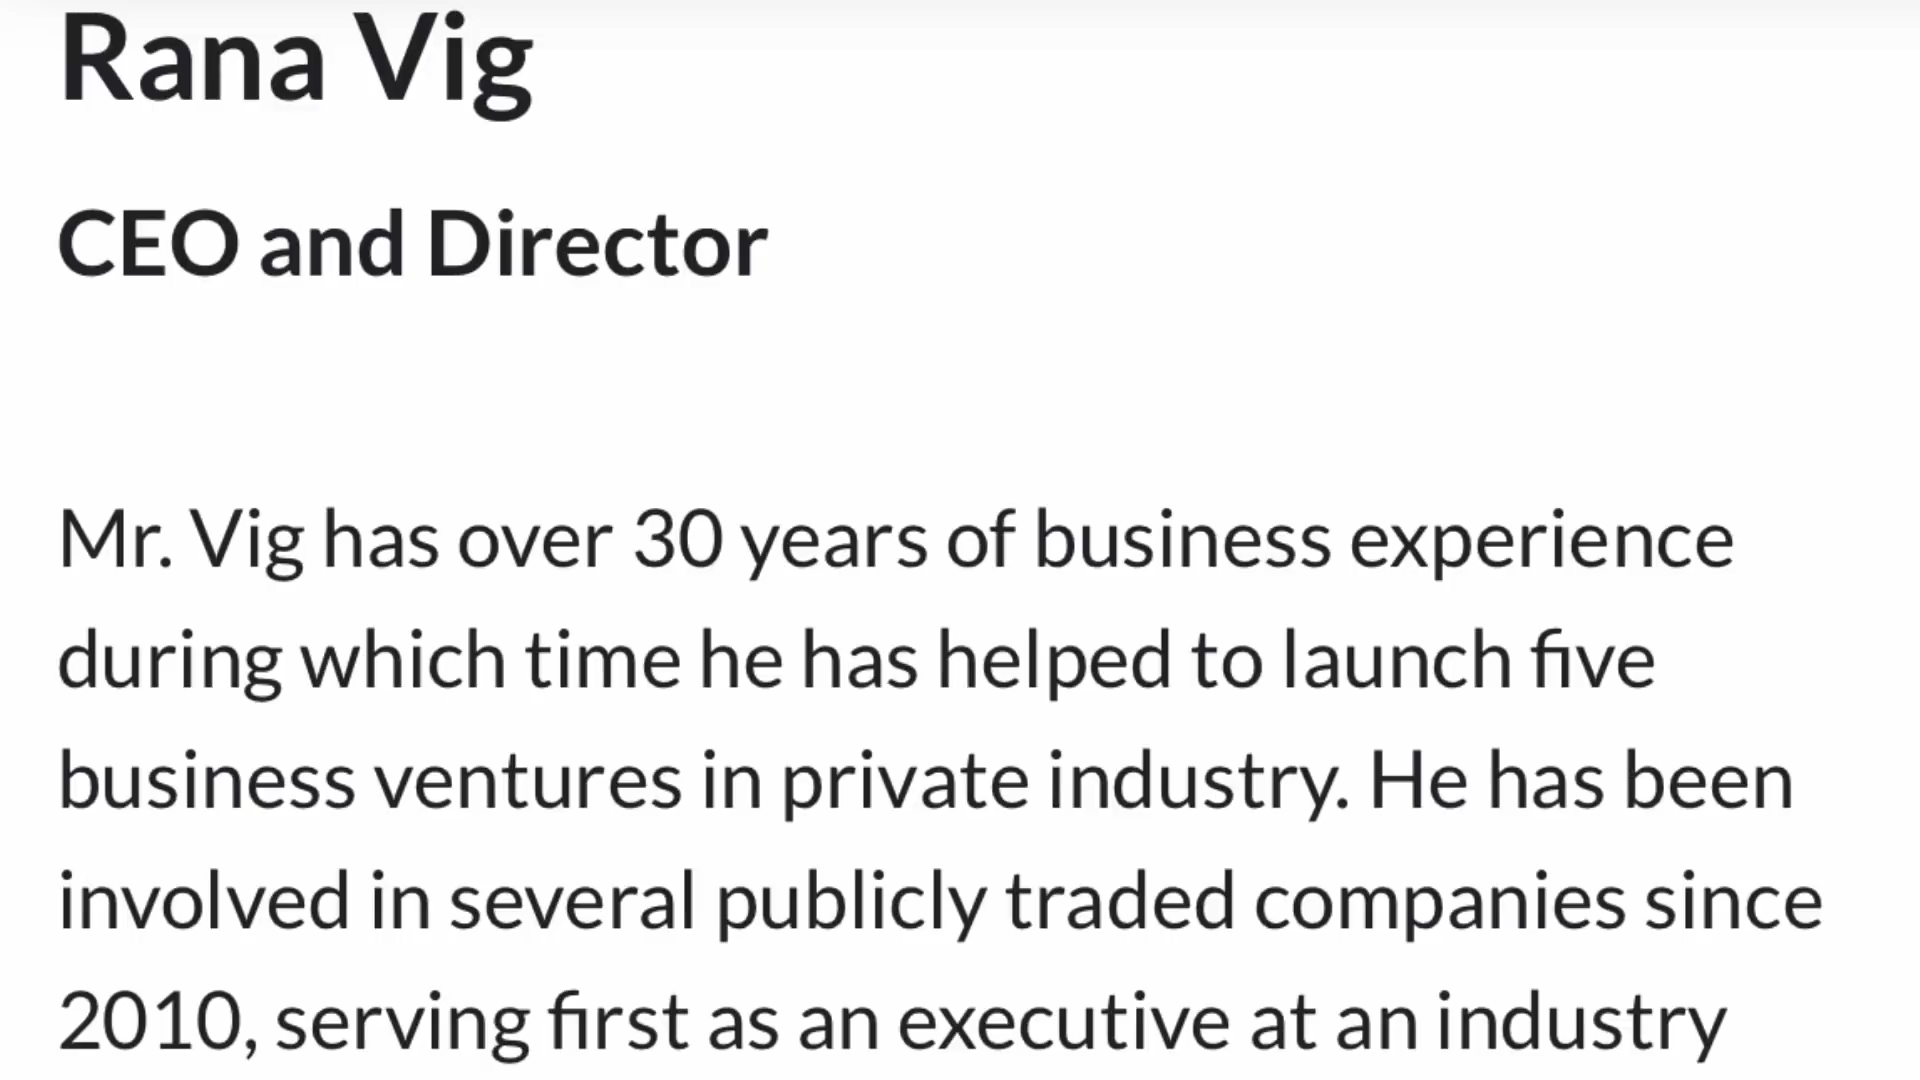 Rana Vig
CEO and Director
Mr. Vig has over 30 years of business experience
during which time he has helped to launch five
business ventures in private industry. He has been
involved in several publicly traded companies since
2010, serving first as an executive at an industry